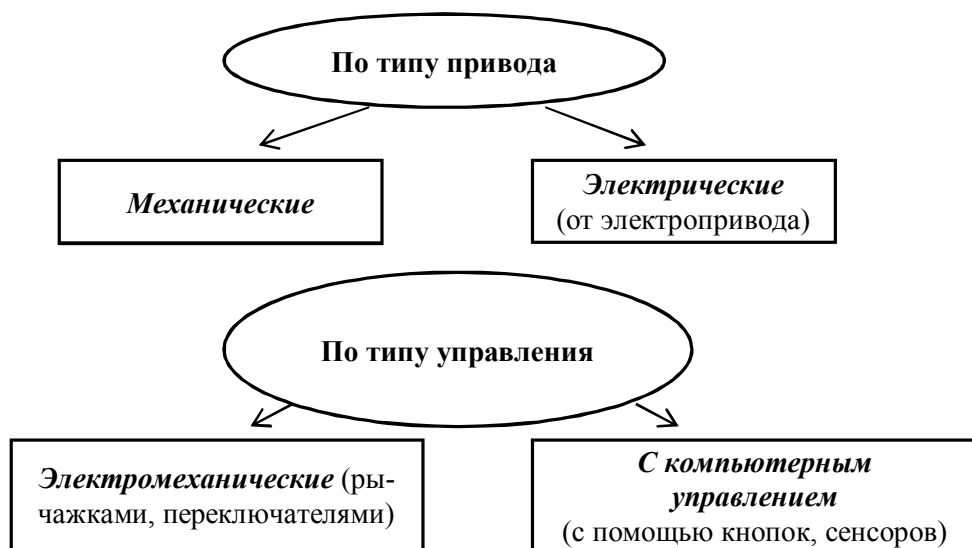 По типу привода
Механические
Электрические
(от электропривода)
По типу управления
Электромеханические (ры-
чажками, переключателями)
С компьютерным
управлением
(с помощью кнопок, сенсоров)